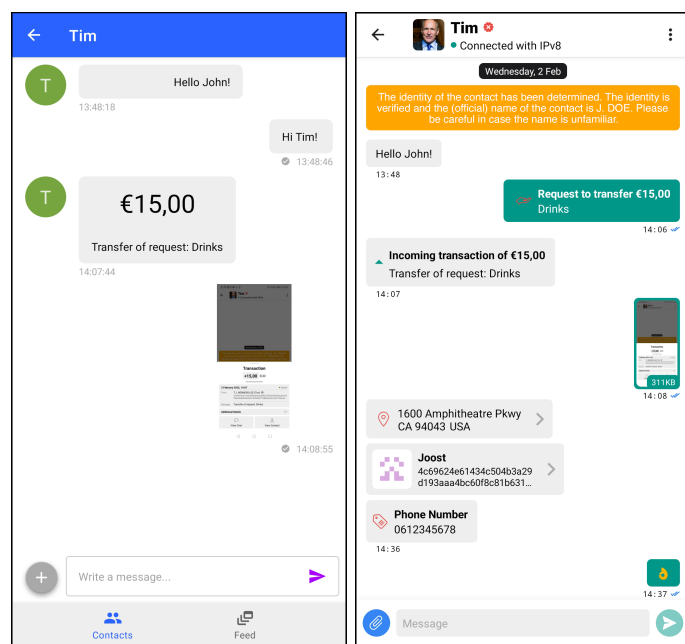 Tim
T
Hello John!
13:48:18
Hi Tim!
13:48:46
T
€15,00
Transfer of request: Drinks
14:07:44
Transaction
+15,00
14:08:55
Write a message...
Contacts
Feed
Tim
Connected with IPv8
Wednesday, 2 Feb
The identity of the contact has been determined. The identity is
verified and the (official) name of the contact is J. DOE. Please
be careful in case the name is unfamiliar.
Hello John!
13:48
Request to transfer €15,00
Drinks
14:06
Incoming transaction of €15,00
Transfer of request: Drinks
14:07
311KB
14:08
1600 Amphitheatre Pkwy
CA 94043 USA
Joost
4c69624e61434c504b3a29
d193aaa4bc60f8c81b631...
Phone Number
0612345678
14:36
14:37
Message